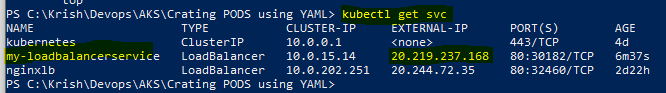 PS C:\Krish\Devops\AKS\Crating PODS using YAML> kubectl get svc
NAME TYPE CLUSTER-IP EXTERNAL-IP PORT(S) AGE
kubernetes ClusterIP 10.0.0.1 <none> 443/TCP 4d
my-loadbalancerservice LoadBalancer 10.0.15.14 20.219.237.168 80:30182/TCP 6m37s
nginxlb LoadBalancer 10.0.202.251 20.244.72.35 80:32460/TCP 2d22h
PS C:\Krish\Devops\AKS\Crating PODS using YAML>